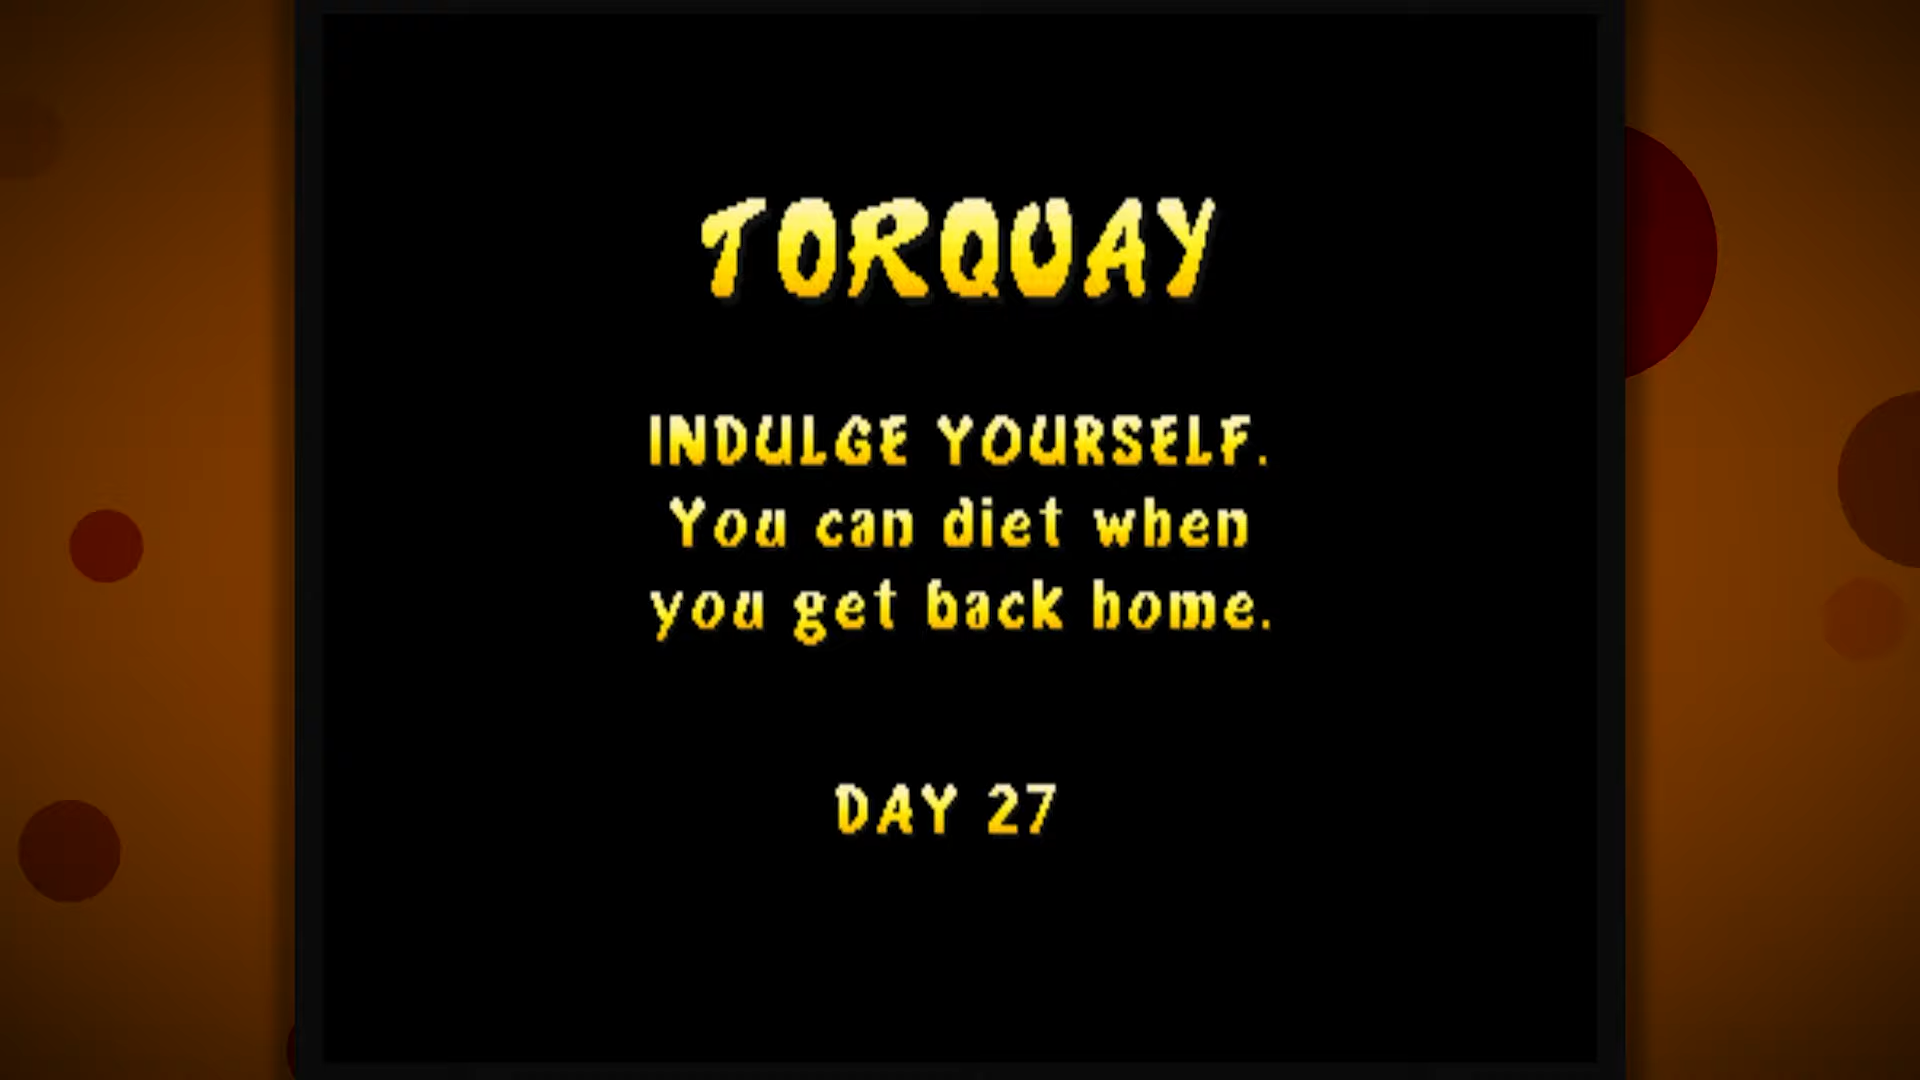 TORQUAY
INDULGE YOURSELF.
You can diet when
you get back home.
DAY 27